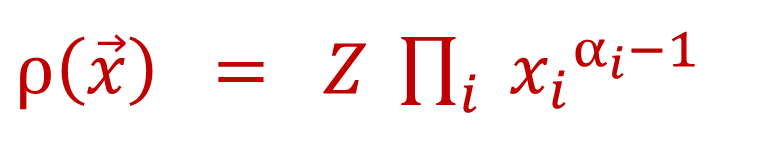 ρ(x⃗) = Z ∏ᵢ xᵢ^(αᵢ−1)